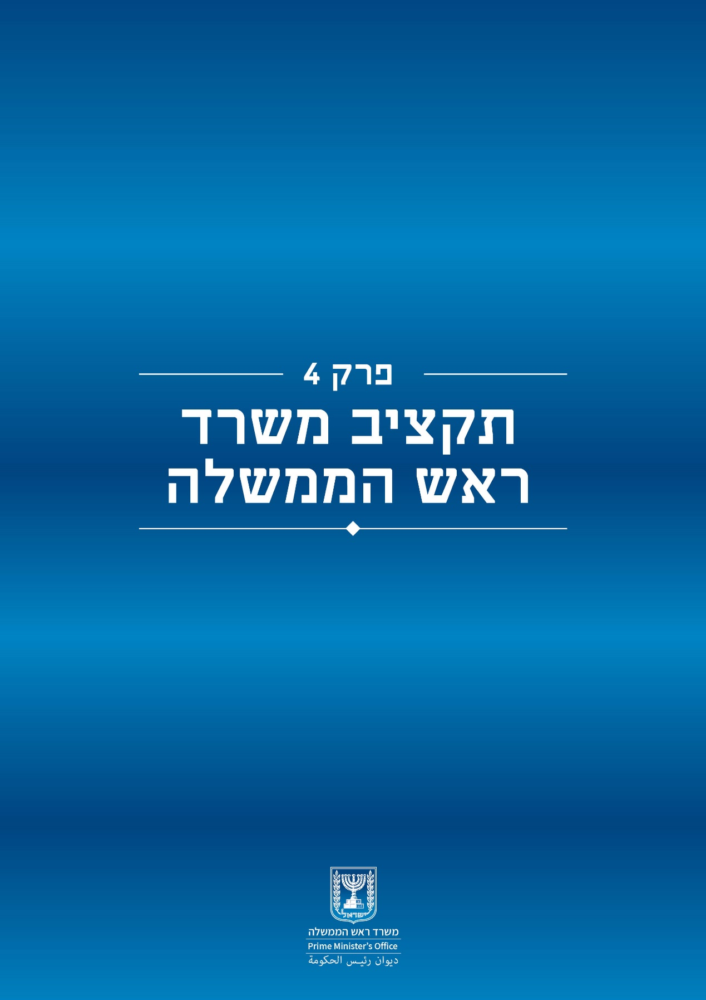 פרק 4
תקציב משרד
ראש הממשלה
ישראל
משרד ראש הממשלה
Prime Minister's Office
ديوان رئيس الحكومة